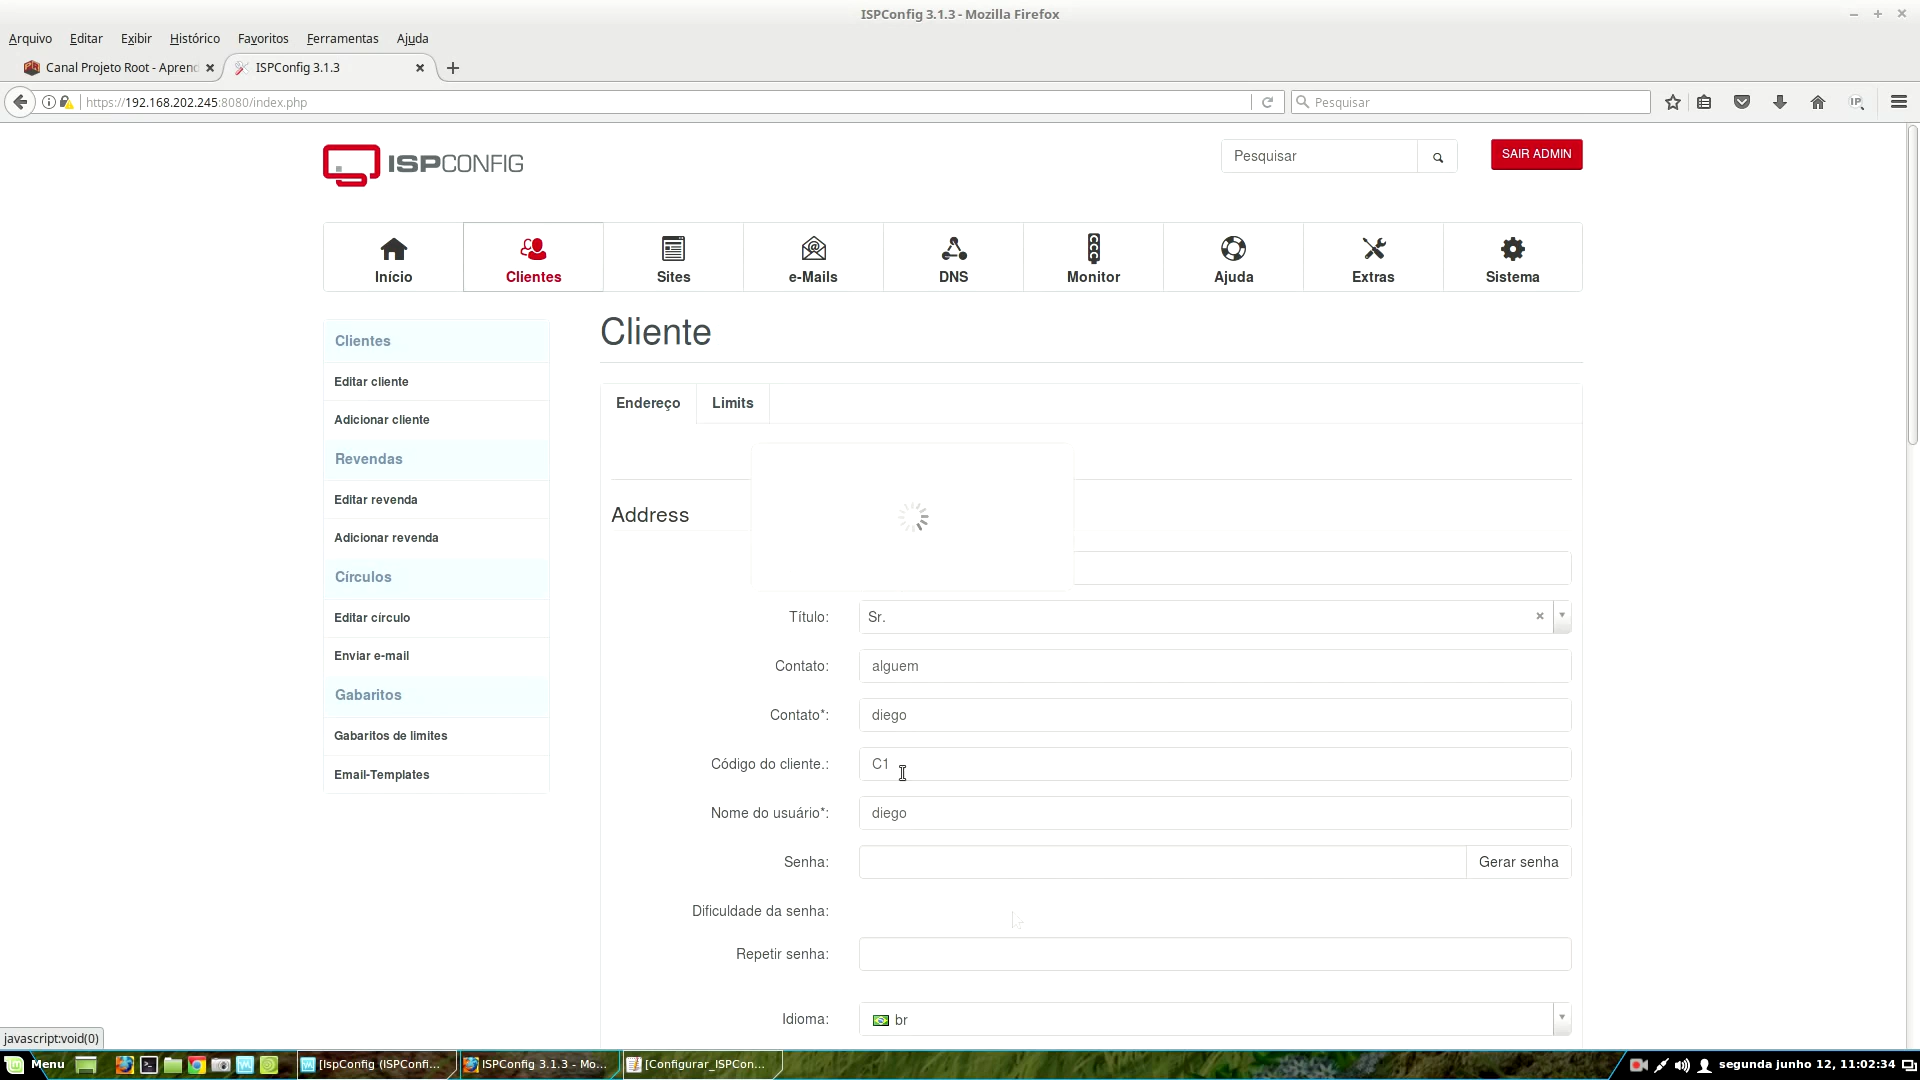 ISPConfig 3.1.3 - Mozilla Firefox
Arquivo Editar Exibir Histórico Favoritos Ferramentas Ajuda
Canal Projeto Root - Aprend
ISPConfig 3.1.3
https://192.168.202.245:8080/index.php
Pesquisar
IP
ISPCONFIG
Pesquisar
SAIR ADMIN
Início
Clientes
Sites
e-Mails
DNS
Monitor
Ajuda
Extras
Sistema
Clientes
Editar cliente
Adicionar cliente
Revendas
Editar revenda
Adicionar revenda
Círculos
Editar círculo
Enviar e-mail
Gabaritos
Gabaritos de limites
Email-Templates
Cliente
Endereço
Limits
Address
Título: Sr.
Contato: alguem
Contato*: diego
Código do cliente.: C1
Nome do usuário*: diego
Senha: Gerar senha
Dificuldade da senha:
Repetir senha:
Idioma: br
javascript:void(0)
Menu
[IspConfig (ISPConfi...
ISPConfig 3.1.3 - Mo...
[Configurar_ISPCon...
segunda junho 12, 11:02:34